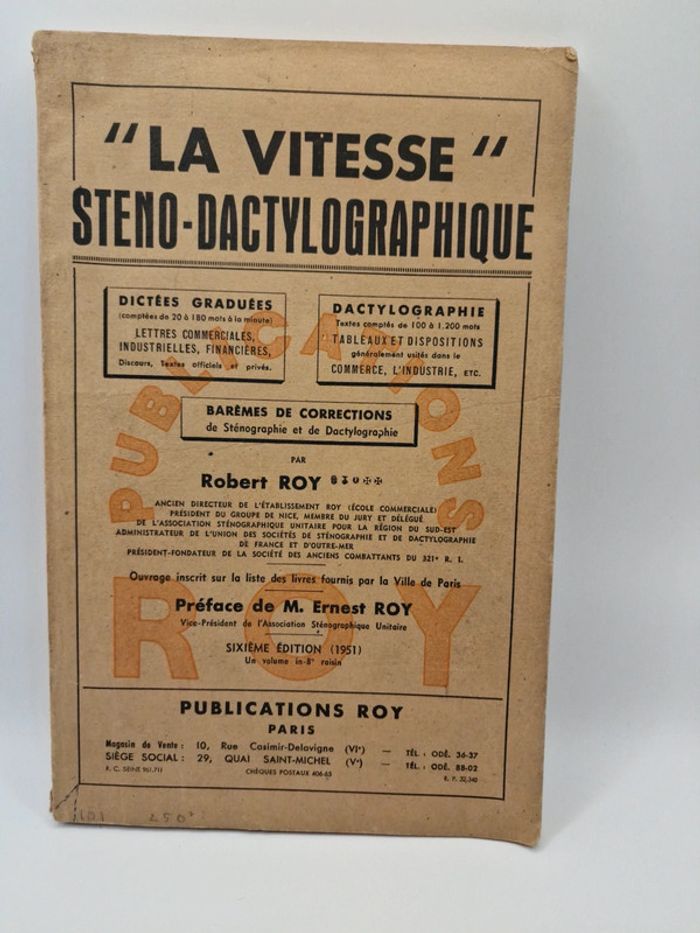 "LA VITESSE"
STENO-DACTYLOGRAPHIQUE
DICTÉES GRADUÉES
(comptées de 20 à 180 mots à la minute)
LETTRES COMMERCIALES,
INDUSTRIELLES, FINANCIÈRES,
Discours, Textes officiels et privés.
DACTYLOGRAPHIE
Textes comptés de 100 à 1.200 mots
TABLEAUX ET DISPOSITIONS
généralement usités dans le
COMMERCE, L'INDUSTRIE, ETC.
PUBLICATIONS
BARÈMES DE CORRECTIONS
de Sténographie et de Dactylographie
PAR
Robert ROY
ANCIEN DIRECTEUR DE L'ÉTABLISSEMENT ROY (ÉCOLE COMMERCIALE)
PRÉSIDENT DU GROUPE DE NICE, MEMBRE DU JURY ET DÉLÉGUÉ
DE L'ASSOCIATION STÉNOGRAPHIQUE UNITAIRE POUR LA RÉGION DU SUD-EST
ADMINISTRATEUR DE L'UNION DES SOCIÉTÉS DE STÉNOGRAPHIE ET DE DACTYLOGRAPHIE
DE FRANCE ET D'OUTRE-MER
PRÉSIDENT-FONDATEUR DE LA SOCIÉTÉ DES ANCIENS COMBATTANTS DU 321e R. I.
Ouvrage inscrit sur la liste des livres fournis par la Ville de Paris
ROY
Préface de M. Ernest ROY
Vice-Président de l'Association Sténographique Unitaire
SIXIÈME ÉDITION (1951)
Un volume in-8° raisin
PUBLICATIONS ROY
PARIS
Magasin de Vente : 10, Rue Casimir-Delavigne (VIe) — TÉL. : ODÉ. 36-37
SIÈGE SOCIAL : 29, QUAI SAINT-MICHEL (Ve) — TÉL. : ODÉ. 88-02
R. C. SEINE 961.711 CHÈQUES POSTAUX 406-63 E. P. 32.340
101 250